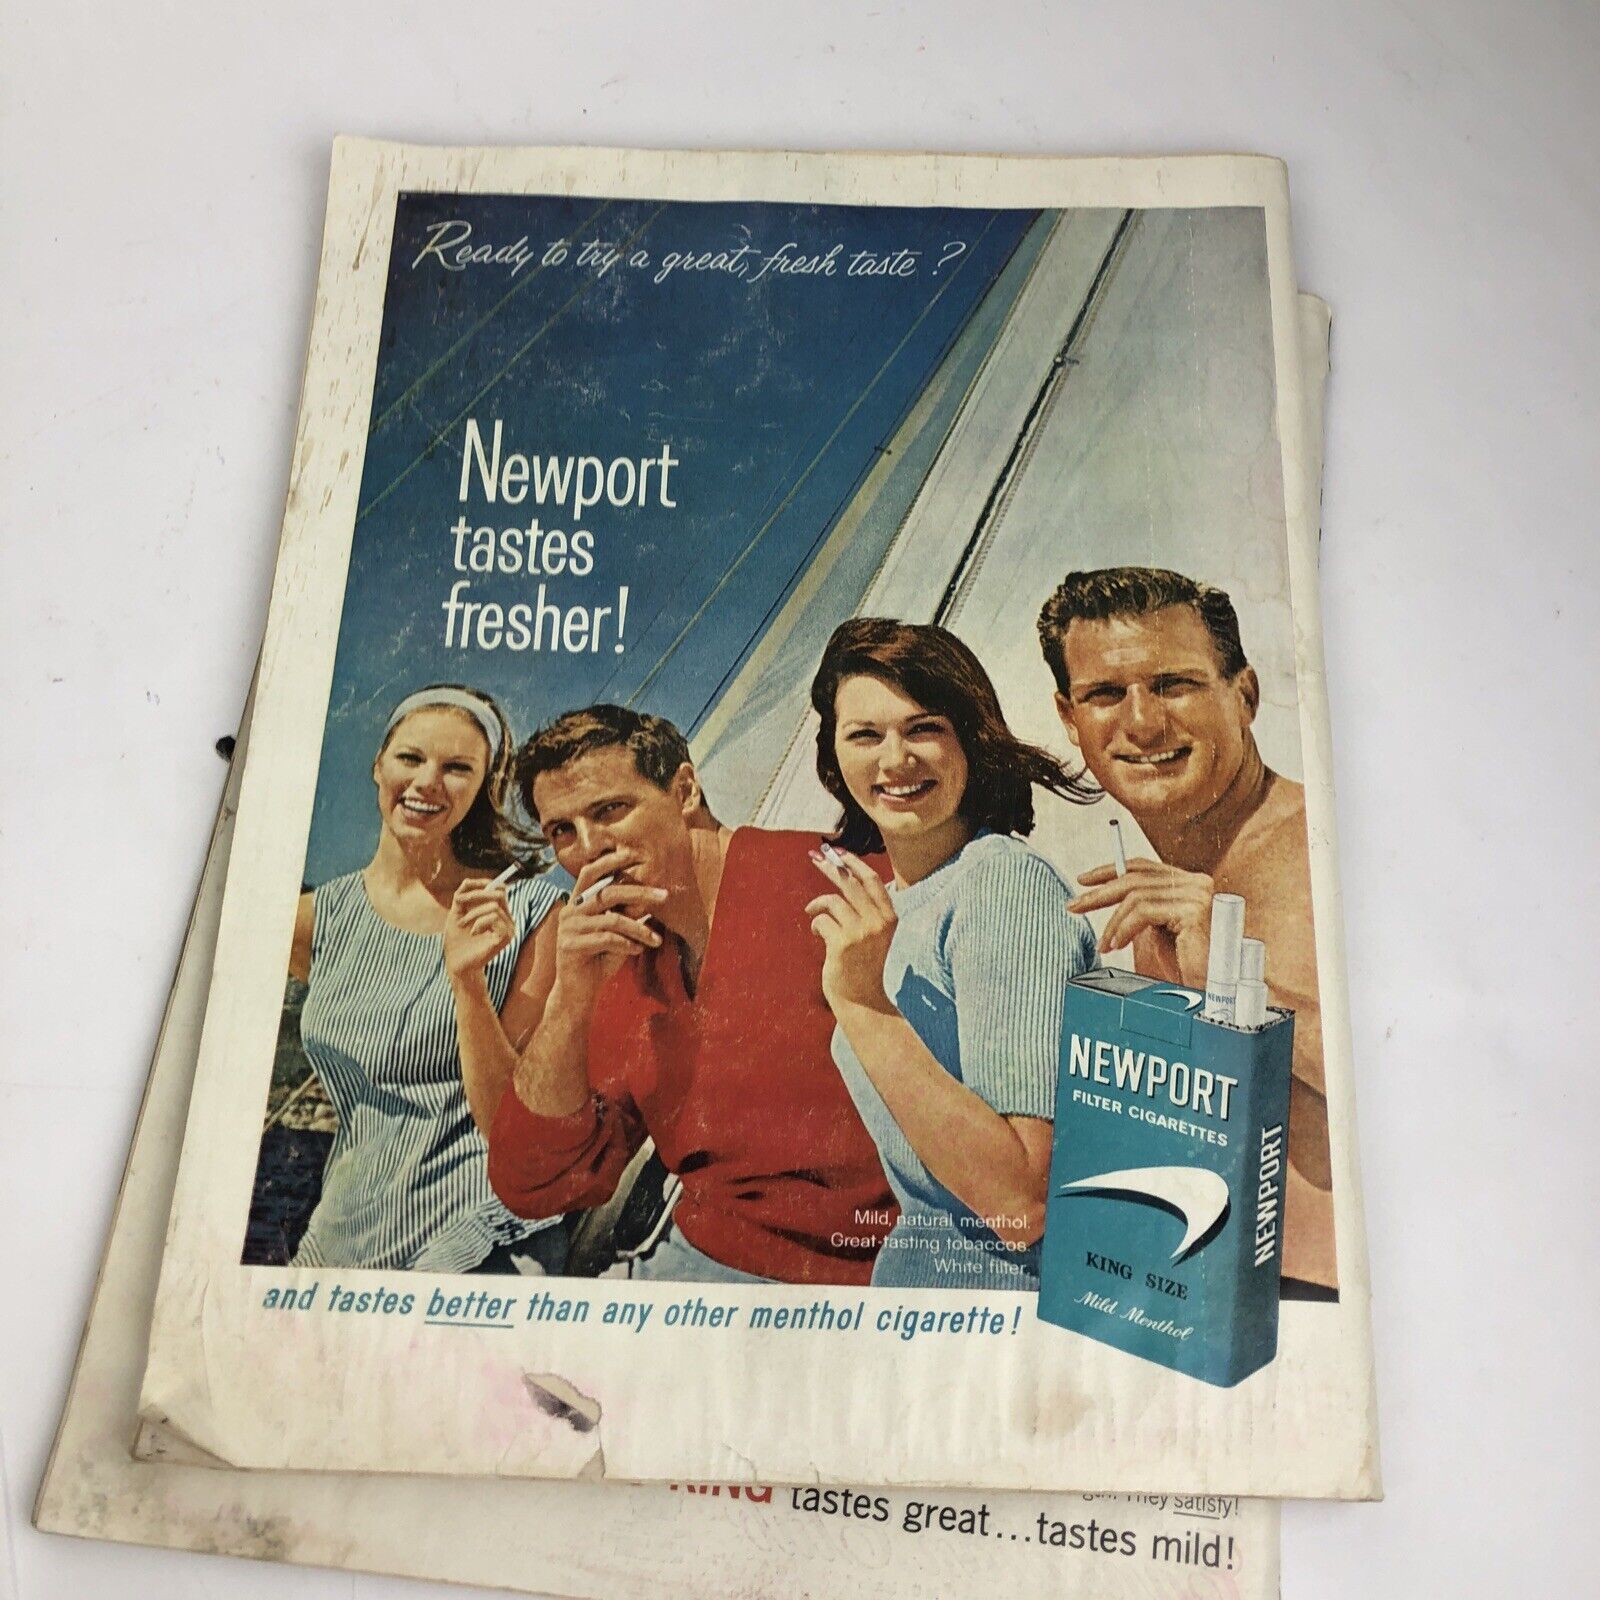 Ready to try a great, fresh taste?
Newport
tastes
fresher!
NEWPORT
NEWPORT
FILTER CIGARETTES
NEWPORT
KING SIZE
Mild Menthol
Mild, natural menthol.
Great-tasting tobaccos.
White filter.
and tastes better than any other menthol cigarette!
They satisfy!
KING tastes great...tastes mild!